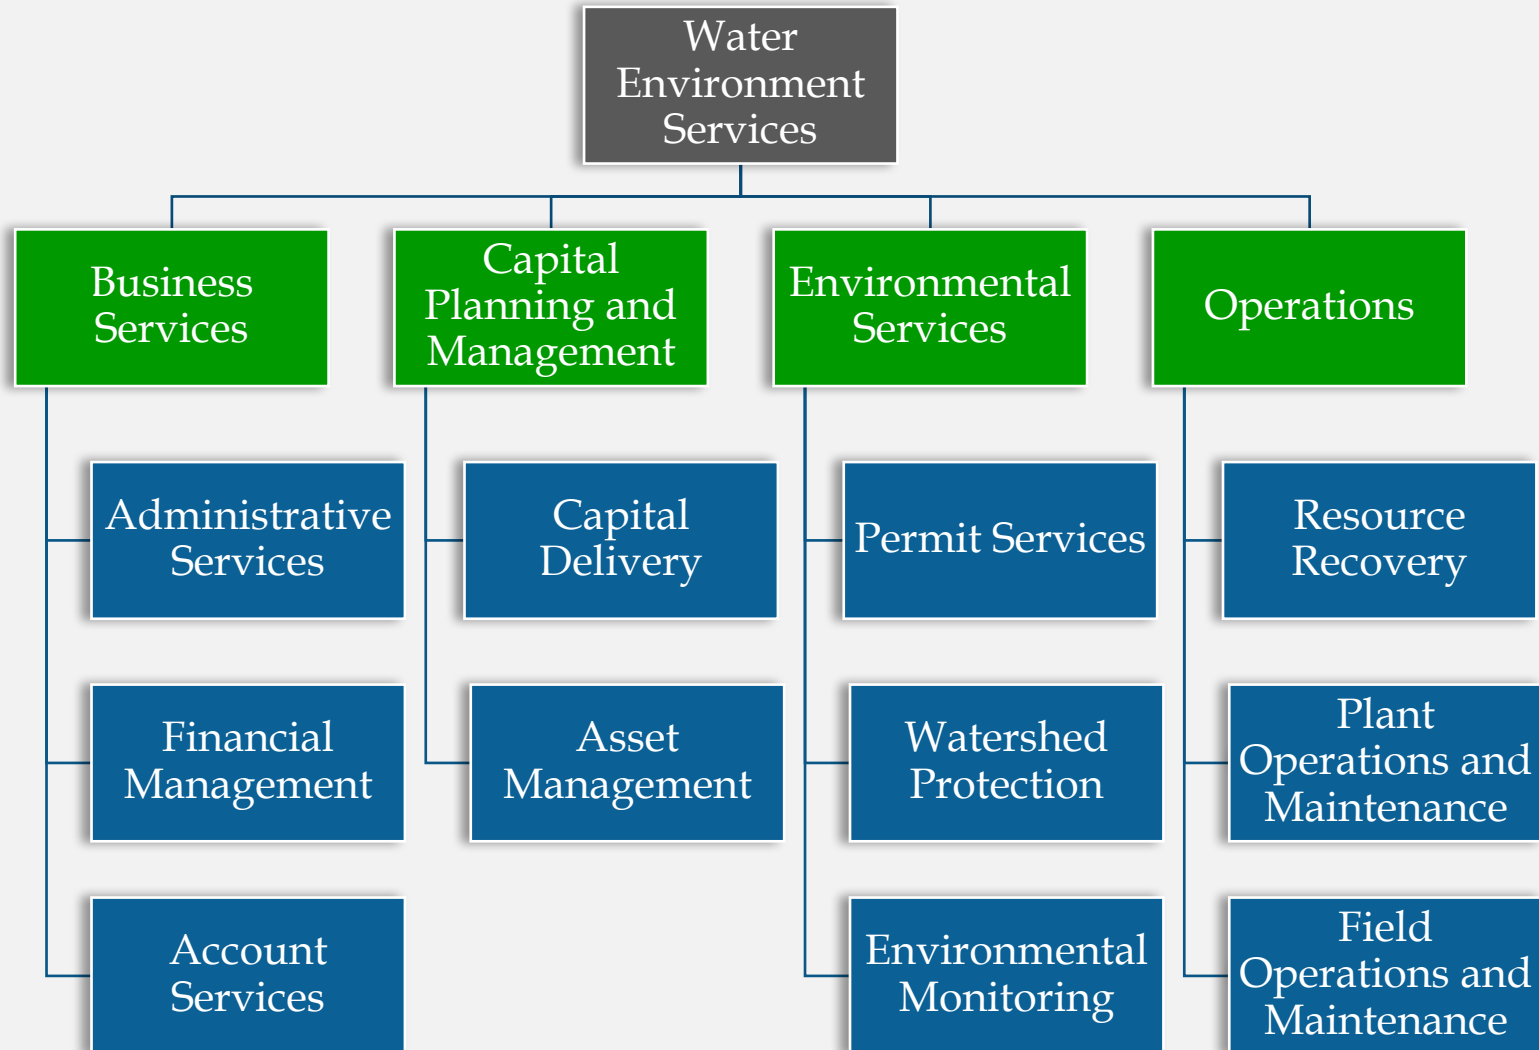 Water
Environment
Services
Business
Services
Capital
Planning and
Management
Environmental
Services
Operations
Administrative
Services
Capital
Delivery
Permit Services
Resource
Recovery
Financial
Management
Asset
Management
Watershed
Protection
Plant
Operations and
Maintenance
Account
Services
Environmental
Monitoring
Field
Operations and
Maintenance